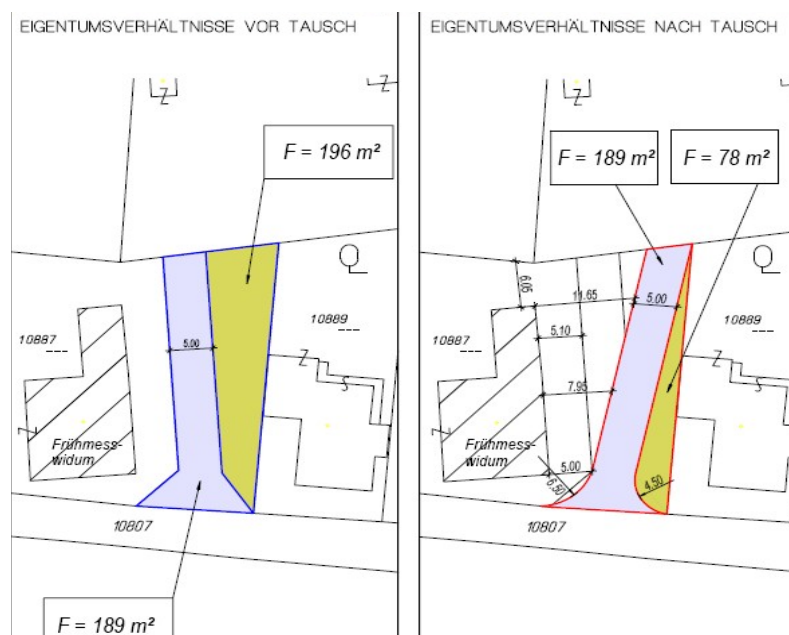 EIGENTUMSVERHÄLTNISSE VOR TAUSCH
Z
Z
F = 196 m²
10887
5.00
10889
Z
S
Z
Frühmess-
widum
10807
F = 189 m²
EIGENTUMSVERHÄLTNISSE NACH TAUSCH
Z
Z
F = 189 m²
F = 78 m²
6.05
11.65
5.00
10887
5.10
10889
7.95
Z
S
Z
Frühmess-
widum
5.00
6.50
4.50
10807